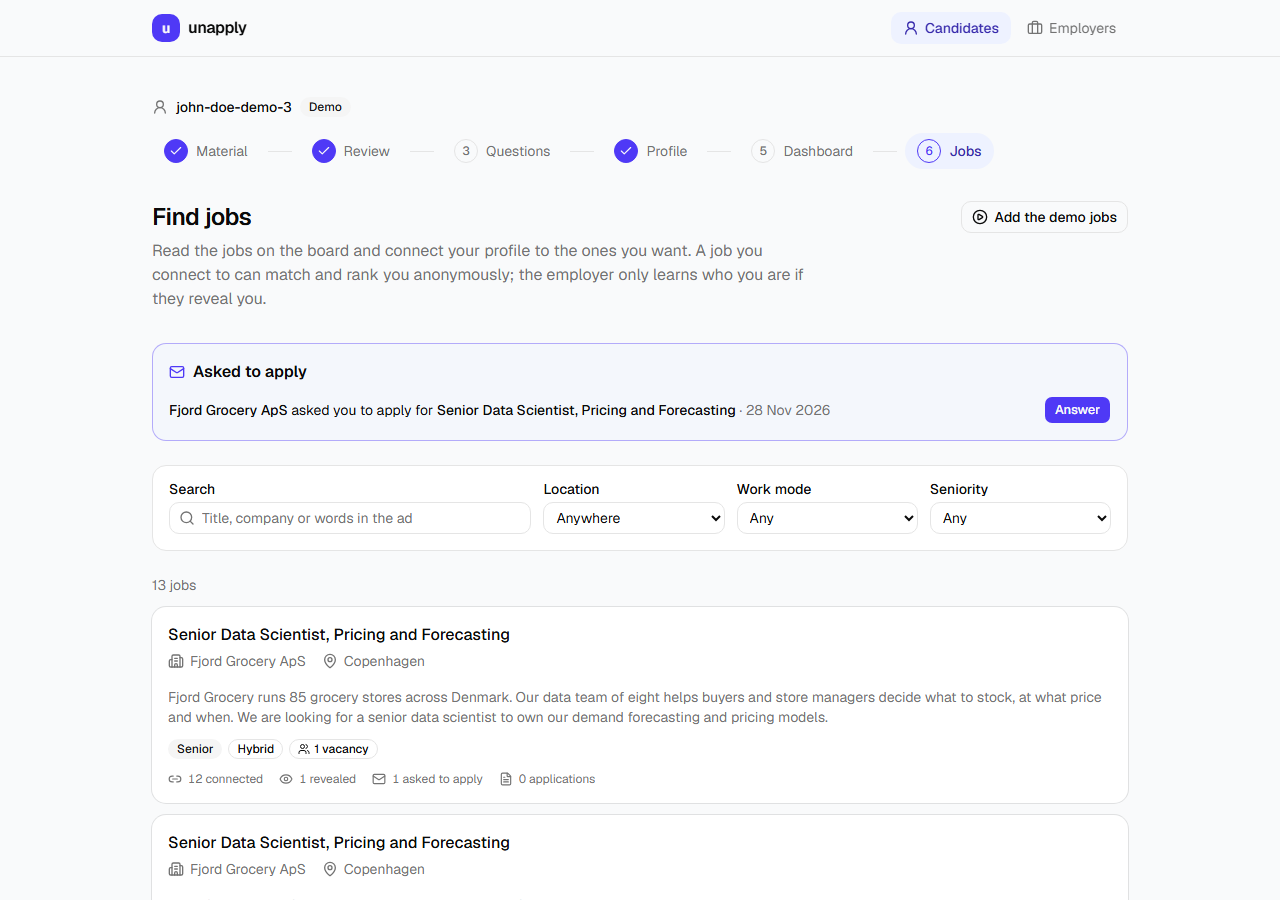 u unapply
Candidates
Employers
john-doe-demo-3 Demo
Material
Review
3 Questions
Profile
5 Dashboard
6 Jobs
Find jobs
Add the demo jobs
Read the jobs on the board and connect your profile to the ones you want. A job you
connect to can match and rank you anonymously; the employer only learns who you are if
they reveal you.
Asked to apply
Fjord Grocery ApS asked you to apply for Senior Data Scientist, Pricing and Forecasting · 28 Nov 2026
Answer
Search
Location
Work mode
Seniority
Title, company or words in the ad
Anywhere
Any
Any
13 jobs
Senior Data Scientist, Pricing and Forecasting
Fjord Grocery ApS Copenhagen
Fjord Grocery runs 85 grocery stores across Denmark. Our data team of eight helps buyers and store managers decide what to stock, at what price
and when. We are looking for a senior data scientist to own our demand forecasting and pricing models.
Senior Hybrid 1 vacancy
12 connected 1 revealed 1 asked to apply 0 applications
Senior Data Scientist, Pricing and Forecasting
Fjord Grocery ApS Copenhagen